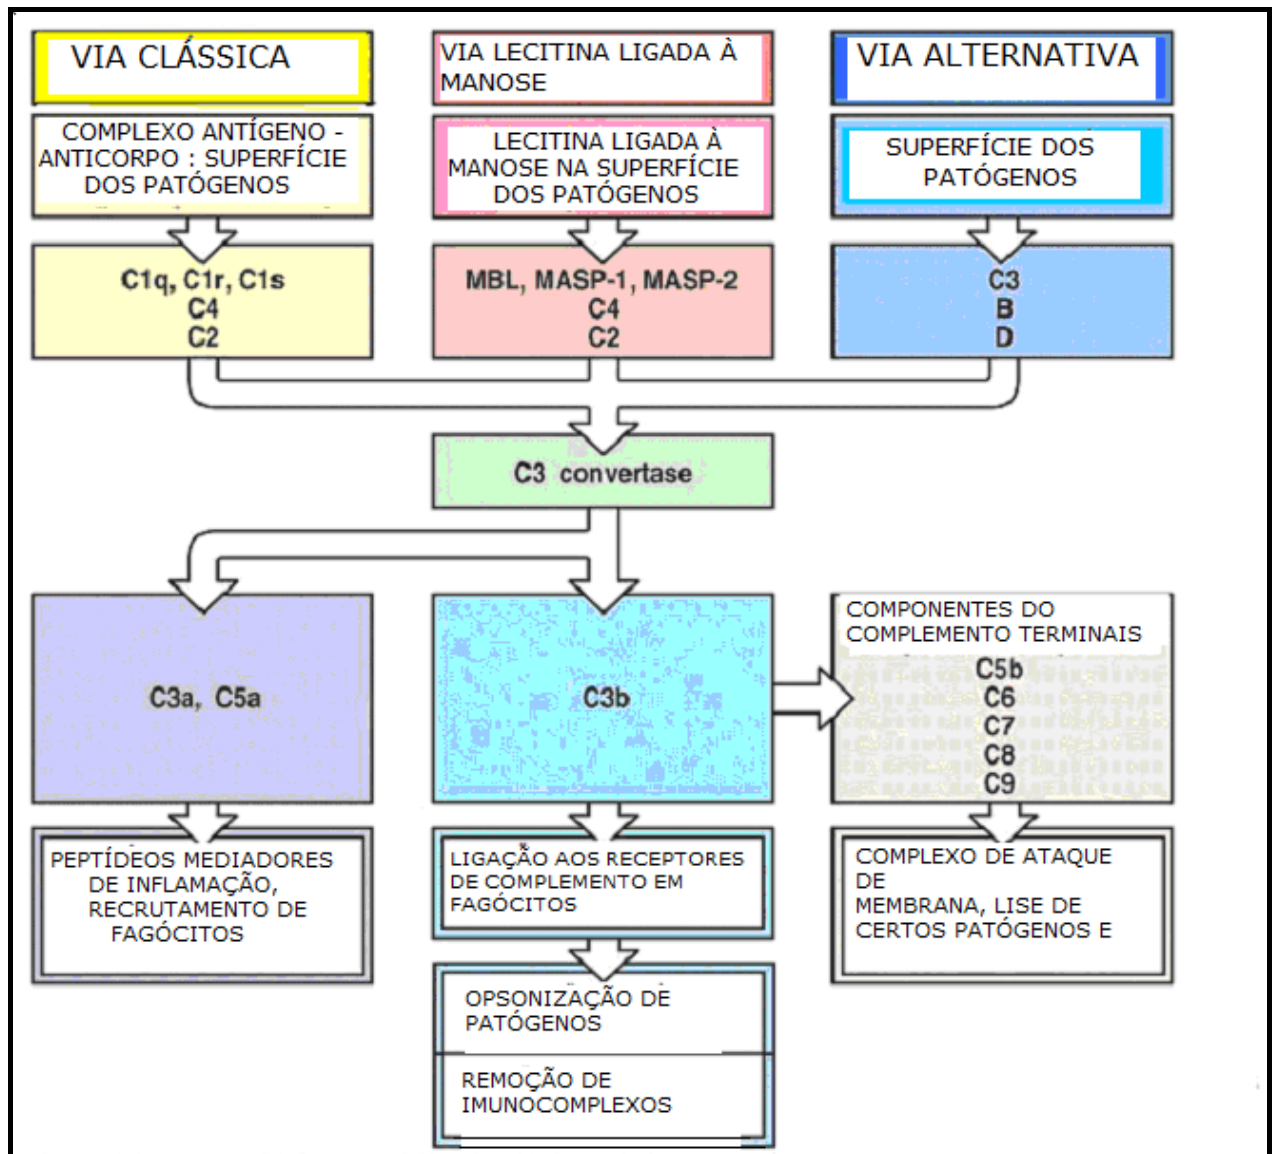 VIA CLÁSSICA
VIA LECITINA LIGADA À
MANOSE
VIA ALTERNATIVA
COMPLEXO ANTÍGENO -
ANTICORPO : SUPERFÍCIE
DOS PATÓGENOS
LECITINA LIGADA À
MANOSE NA SUPERFÍCIE
DOS PATÓGENOS
SUPERFÍCIE DOS
PATÓGENOS
C1q, C1r, C1s
C4
C2
MBL, MASP-1, MASP-2
C4
C2
C3
B
D
C3 convertase
C3a, C5a
C3b
COMPONENTES DO
COMPLEMENTO TERMINAIS
C5b
C6
C7
C8
C9
PEPTÍDEOS MEDIADORES
DE INFLAMAÇÃO,
RECRUTAMENTO DE
FAGÓCITOS
LIGAÇÃO AOS RECEPTORES
DE COMPLEMENTO EM
FAGÓCITOS
COMPLEXO DE ATAQUE
DE
MEMBRANA, LISE DE
CERTOS PATÓGENOS E
OPSONIZAÇÃO DE
PATÓGENOS
REMOÇÃO DE
IMUNOCOMPLEXOS